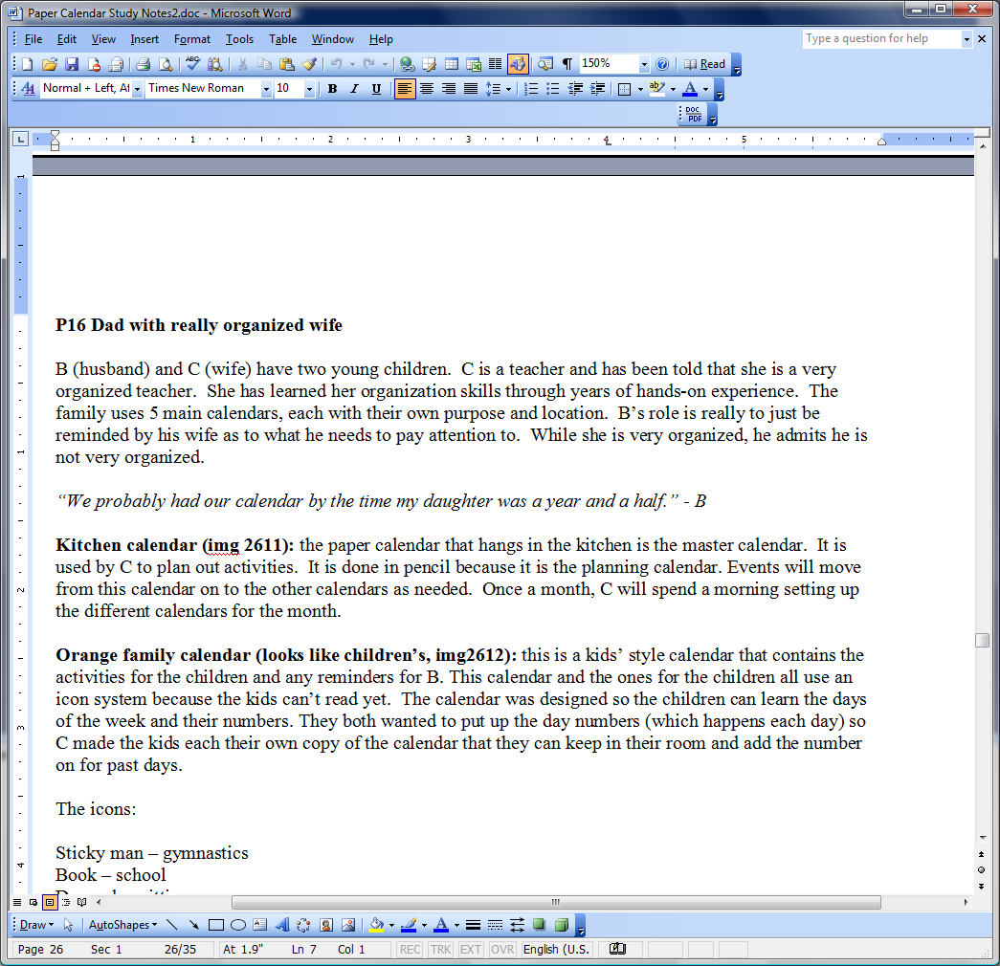 Paper Calendar Study Notes2.doc - Microsoft Word
File Edit View Insert Format Tools Table Window Help Type a question for help
150% Read
Normal + Left, Af Times New Roman 10 B I U
DOC PDF
1 2 3 4 5
P16 Dad with really organized wife
B (husband) and C (wife) have two young children.  C is a teacher and has been told that she is a very
organized teacher.  She has learned her organization skills through years of hands-on experience.  The
family uses 5 main calendars, each with their own purpose and location.  B’s role is really to just be
reminded by his wife as to what he needs to pay attention to.  While she is very organized, he admits he is
not very organized.
“We probably had our calendar by the time my daughter was a year and a half.” - B
Kitchen calendar (img 2611): the paper calendar that hangs in the kitchen is the master calendar.  It is
used by C to plan out activities.  It is done in pencil because it is the planning calendar. Events will move
from this calendar on to the other calendars as needed.  Once a month, C will spend a morning setting up
the different calendars for the month.
Orange family calendar (looks like children’s, img2612): this is a kids’ style calendar that contains the
activities for the children and any reminders for B. This calendar and the ones for the children all use an
icon system because the kids can’t read yet.  The calendar was designed so the children can learn the days
of the week and their numbers. They both wanted to put up the day numbers (which happens each day) so
C made the kids each their own copy of the calendar that they can keep in their room and add the number
on for past days.
The icons:
Sticky man – gymnastics
Book – school
Draw AutoShapes
Page 26 Sec 1 26/35 At 1.9" Ln 7 Col 1 REC TRK EXT OVR English (U.S.